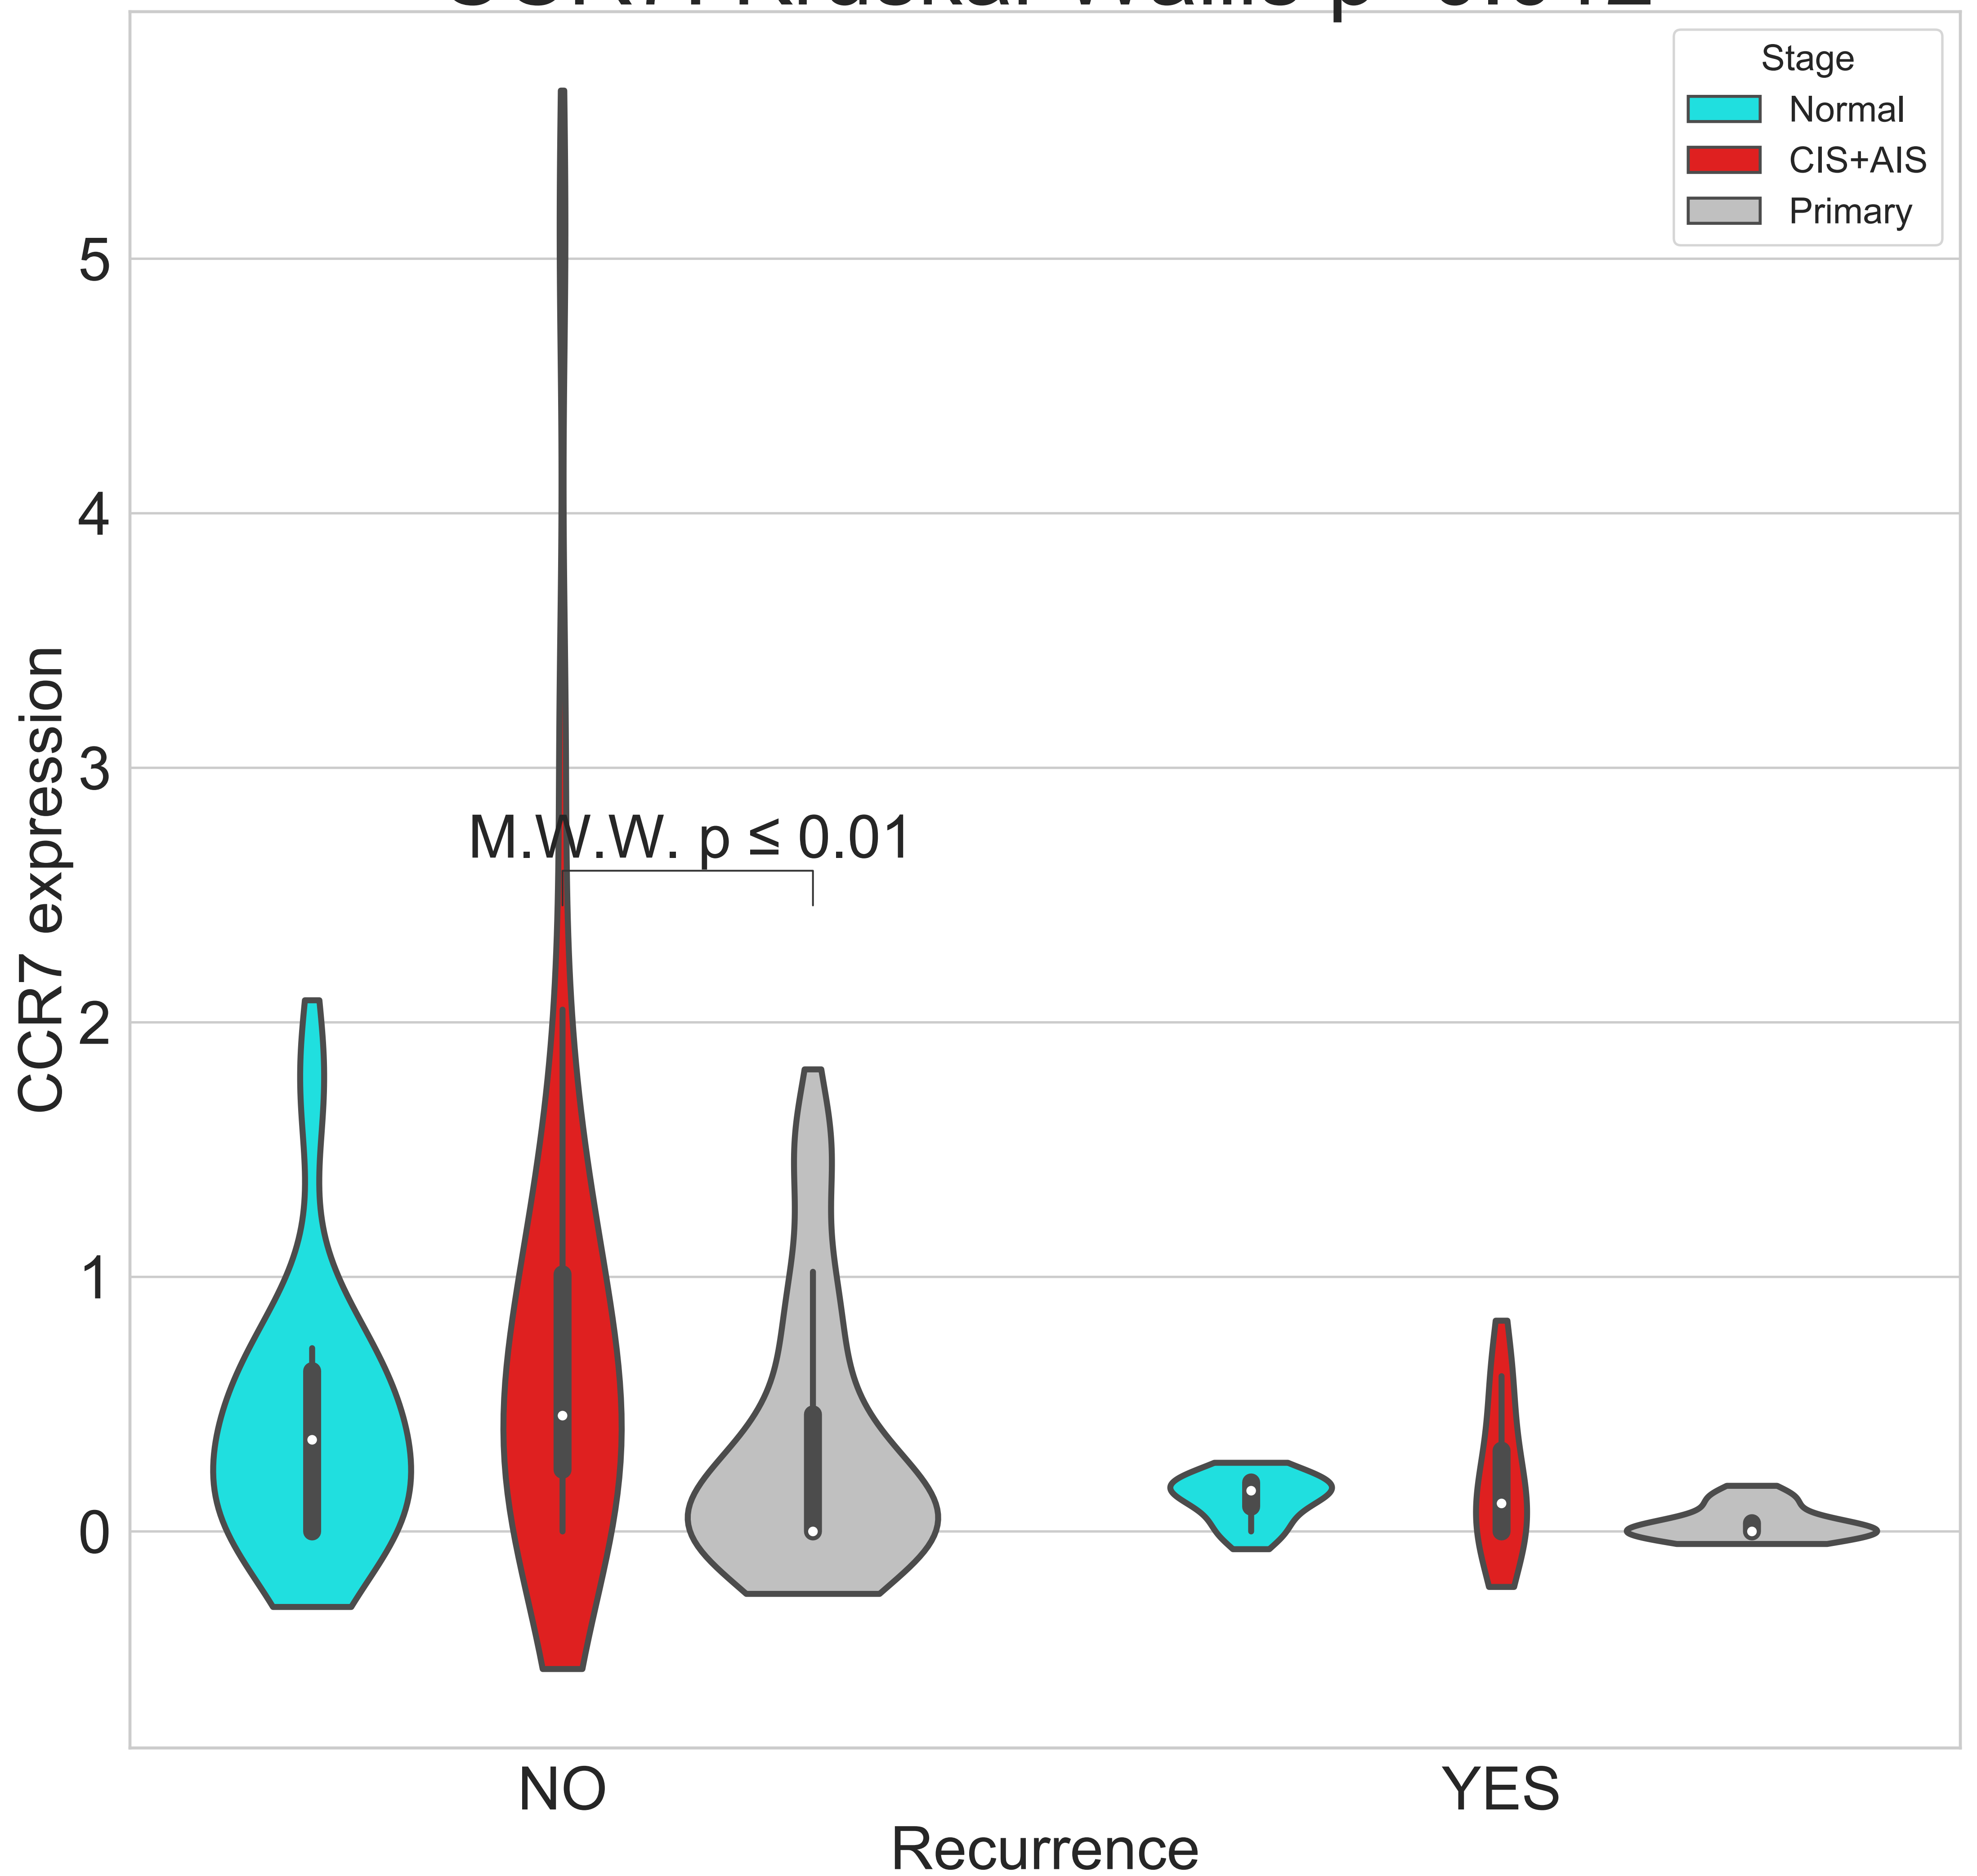 Stage
Normal
CIS+AIS
Primary
5
4
3
2
1
0
CCR7 expression
M.W.W. p ≤ 0.01
NO
YES
Recurrence